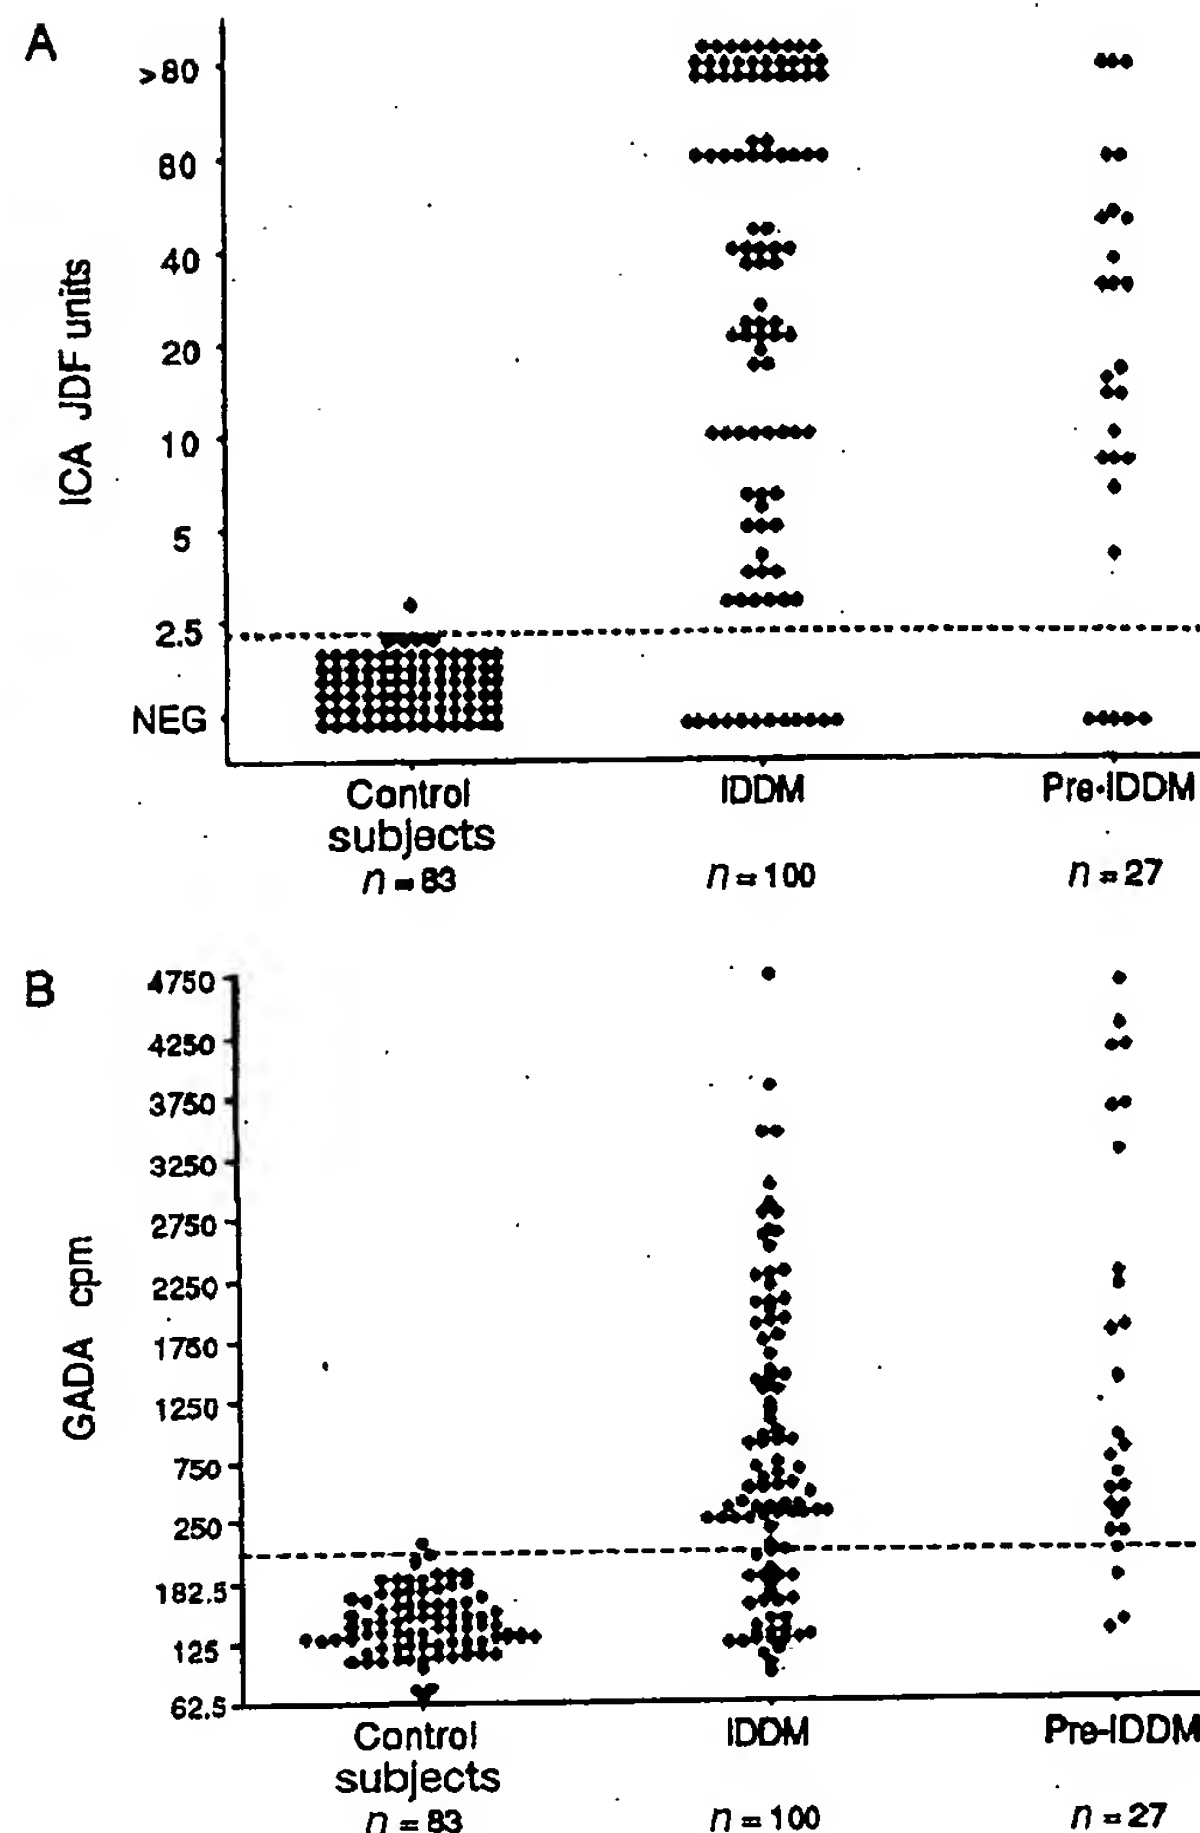 A
>80
80
40
20
10
5
2.5
NEG
ICA JDF units
Control subjects
IDDM
Pre-IDDM
n = 83
n = 100
n = 27
B
4750
4250
3750
3250
2750
2250
1750
1250
750
250
182.5
125
62.5
GADA cpm
Control subjects
IDDM
Pre-IDDM
n = 83
n = 100
n = 27